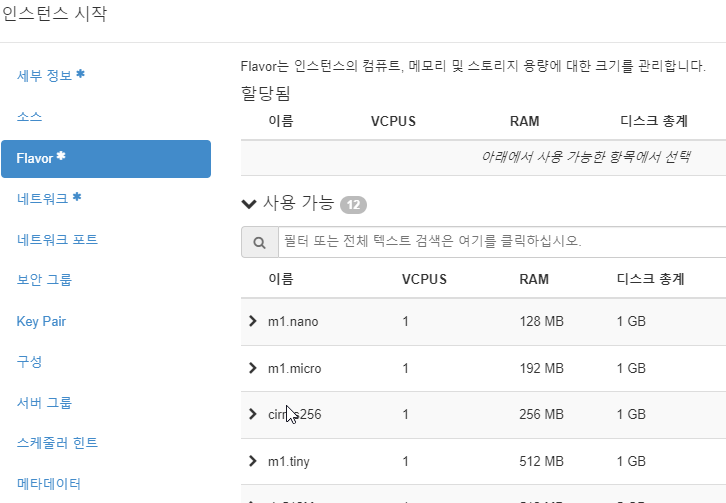 인스턴스 시작
세부 정보 *
소스
Flavor *
네트워크 *
네트워크 포트
보안 그룹
Key Pair
구성
서버 그룹
스케줄러 힌트
메타데이터
Flavor는 인스턴스의 컴퓨트, 메모리 및 스토리지 용량에 대한 크기를 관리합니다.
할당됨
이름 VCPUS RAM 디스크 총계
아래에서 사용 가능한 항목에서 선택
사용 가능 12
필터 또는 전체 텍스트 검색은 여기를 클릭하십시오.
이름 VCPUS RAM 디스크 총계
m1.nano 1 128 MB 1 GB
m1.micro 1 192 MB 1 GB
cirros256 1 256 MB 1 GB
m1.tiny 1 512 MB 1 GB